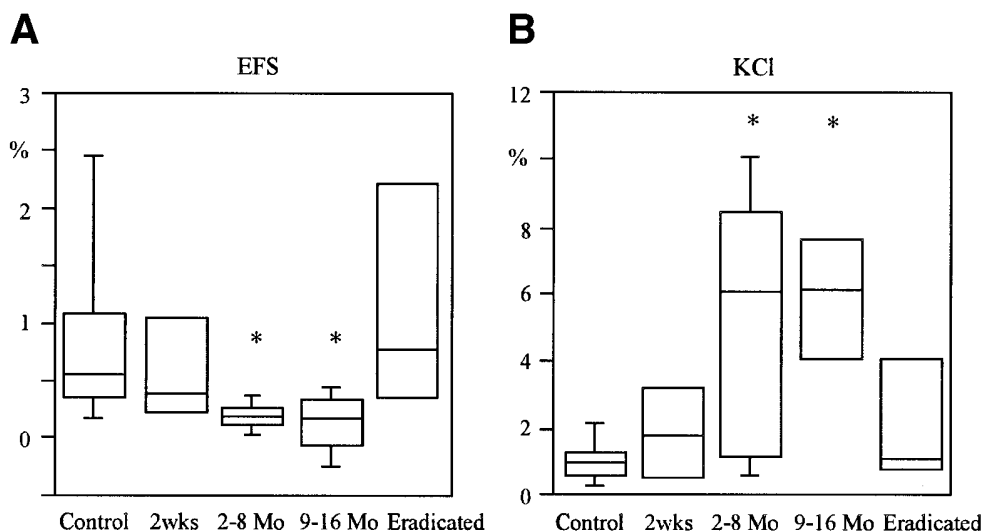 A
EFS
3
%
2
1
0
*
*
Control 2wks 2-8 Mo 9-16 Mo Eradicated
B
KCl
12
%
8
6
4
2
0
*
*
Control 2wks 2-8 Mo 9-16 Mo Eradicated